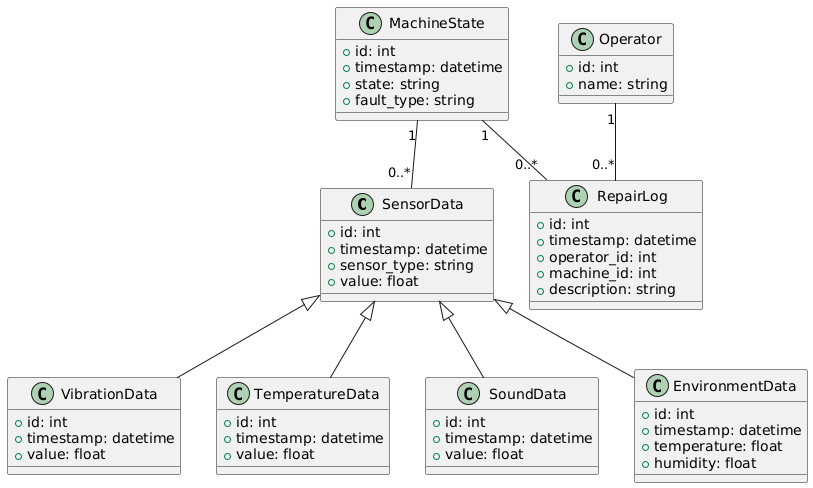 C MachineState
id: int
timestamp: datetime
state: string
fault_type: string
C Operator
id: int
name: string
1
0..*
1
0..*
1
0..*
C SensorData
id: int
timestamp: datetime
sensor_type: string
value: float
C RepairLog
id: int
timestamp: datetime
operator_id: int
machine_id: int
description: string
C VibrationData
id: int
timestamp: datetime
value: float
C TemperatureData
id: int
timestamp: datetime
value: float
C SoundData
id: int
timestamp: datetime
value: float
C EnvironmentData
id: int
timestamp: datetime
temperature: float
humidity: float